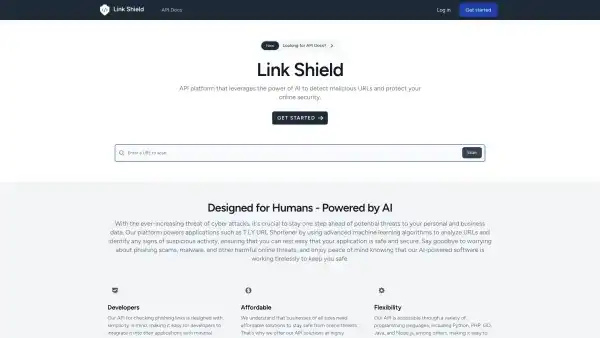 Link Shield
API Docs
Log in
Get started
New
Looking for API Docs?
Link Shield
API platform that leverages the power of AI to detect malicious URLs and protect your
online security.
GET STARTED
Enter a URL to scan
Scan
Designed for Humans - Powered by AI
With the ever-increasing threat of cyber attacks, it's crucial to stay one step ahead of potential threats to your personal and business
data. Our platform powers applications such as T.LY URL Shortener by using advanced machine learning algorithms to analyze URLs and
identify any signs of suspicious activity, ensuring that you can rest easy that your application is safe and secure. Say goodbye to worrying
about phishing scams, malware, and other harmful online threats, and enjoy peace of mind knowing that our AI-powered software is
working tirelessly to keep you safe.
Developers
Our API for checking phishing links is designed with
simplicity in mind, making it easy for developers to
integrate it into their applications with minimal
Affordable
We understand that businesses of all sizes need
affordable solutions to stay safe from online threats.
That's why we offer our API solutions at highly
Flexibility
Our API is accessible through a variety of
programming languages, including Python, PHP, GO,
Java, and Node.js, among others, making it easy to